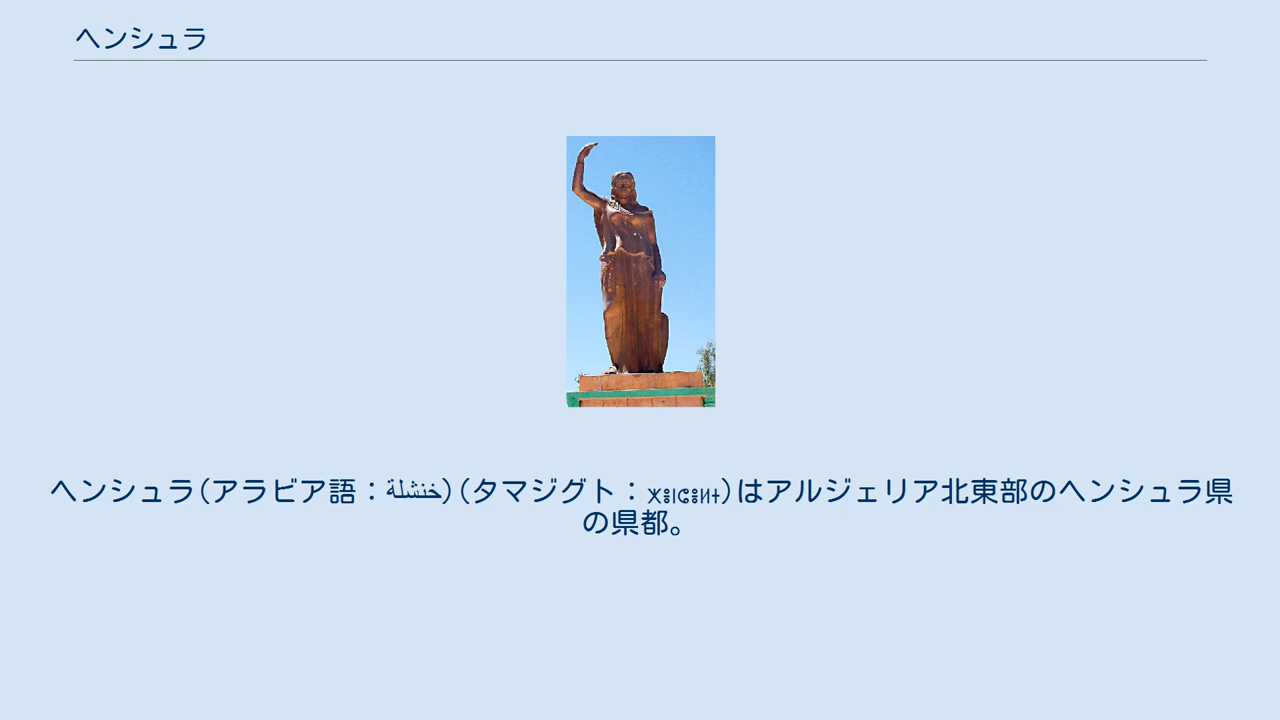 ヘンシュラ
ヘンシュラ(アラビア語：خنشلة)(タマジグト：ⵅⴻⵏⵛⴻⵍⵜ)はアルジェリア北東部のヘンシュラ県
の県都。